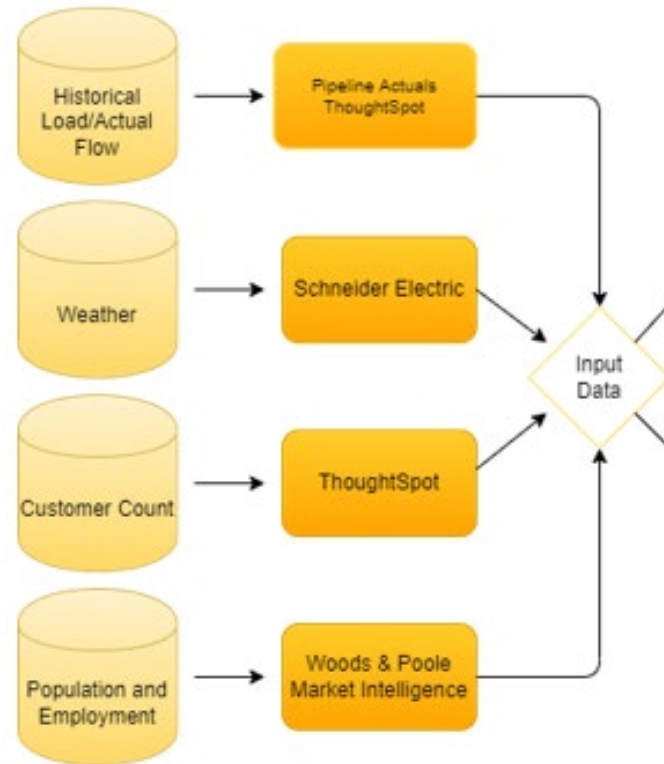 Historical
Load/Actual
Flow
Pipeline Actuals
ThoughtSpot
Weather
Schneider Electric
Input
Data
Customer Count
ThoughtSpot
Population and
Employment
Woods & Poole
Market Intelligence